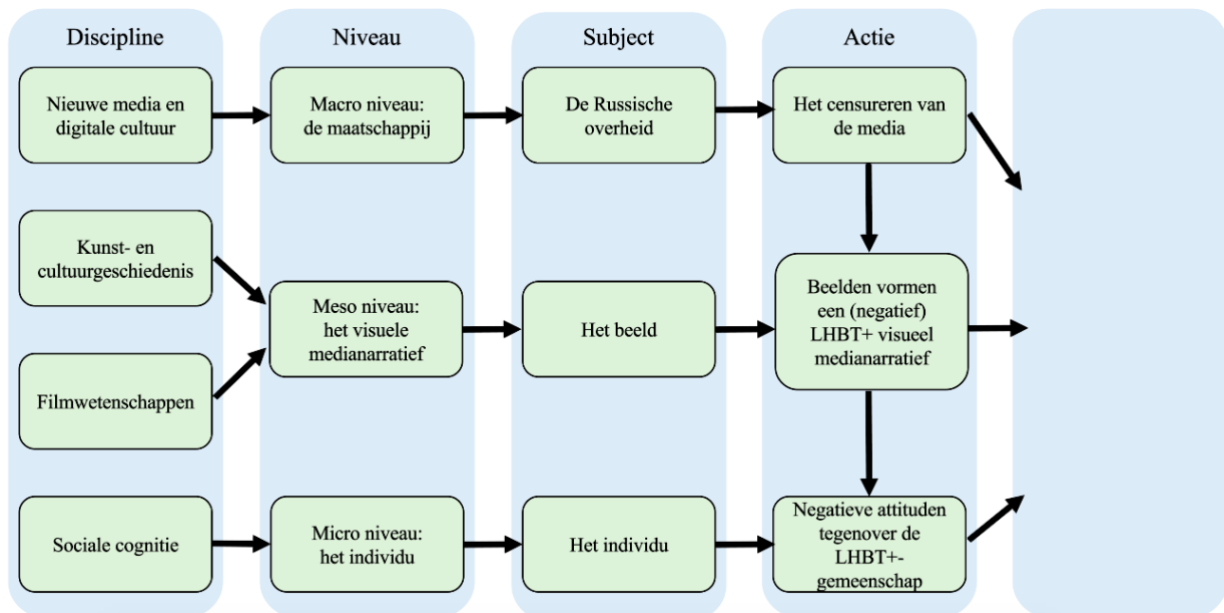 Discipline
Niveau
Subject
Actie
Nieuwe media en
digitale cultuur
Macro niveau:
de maatschappij
De Russische
overheid
Het censureren van
de media
Kunst- en
cultuurgeschiedenis
Filmwetenschappen
Meso niveau:
het visuele
medianarratief
Het beeld
Beelden vormen
een (negatief)
LHBT+ visueel
medianarratief
Sociale cognitie
Micro niveau:
het individu
Het individu
Negatieve attituden
tegenover de
LHBT+-
gemeenschap